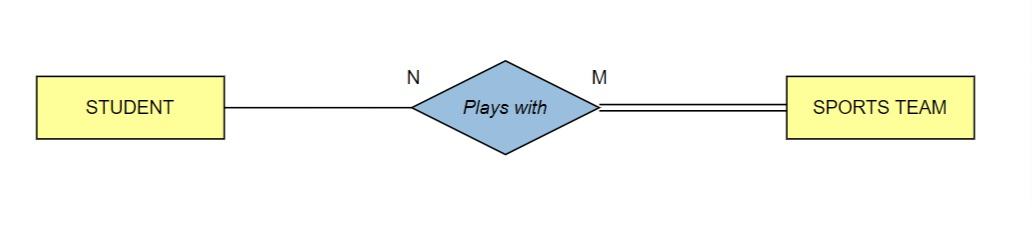 N
M
STUDENT
Plays with
SPORTS TEAM